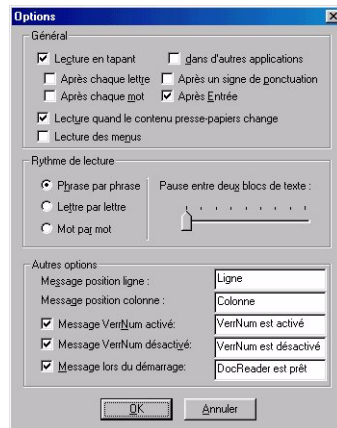 Options
Général
Lecture en tapant dans d'autres applications
Après chaque lettre Après un signe de ponctuation
Après chaque mot Après Entrée
Lecture quand le contenu presse-papiers change
Lecture des menus
Rythme de lecture
Phrase par phrase Pause entre deux blocs de texte :
Lettre par lettre
Mot par mot
Autres options
Message position ligne : Ligne
Message position colonne : Colonne
Message VerrNum activé: VerrNum est activé
Message VerrNum désactivé: VerrNum est désactivé
Message lors du démarrage: DocReader est prêt
OK Annuler